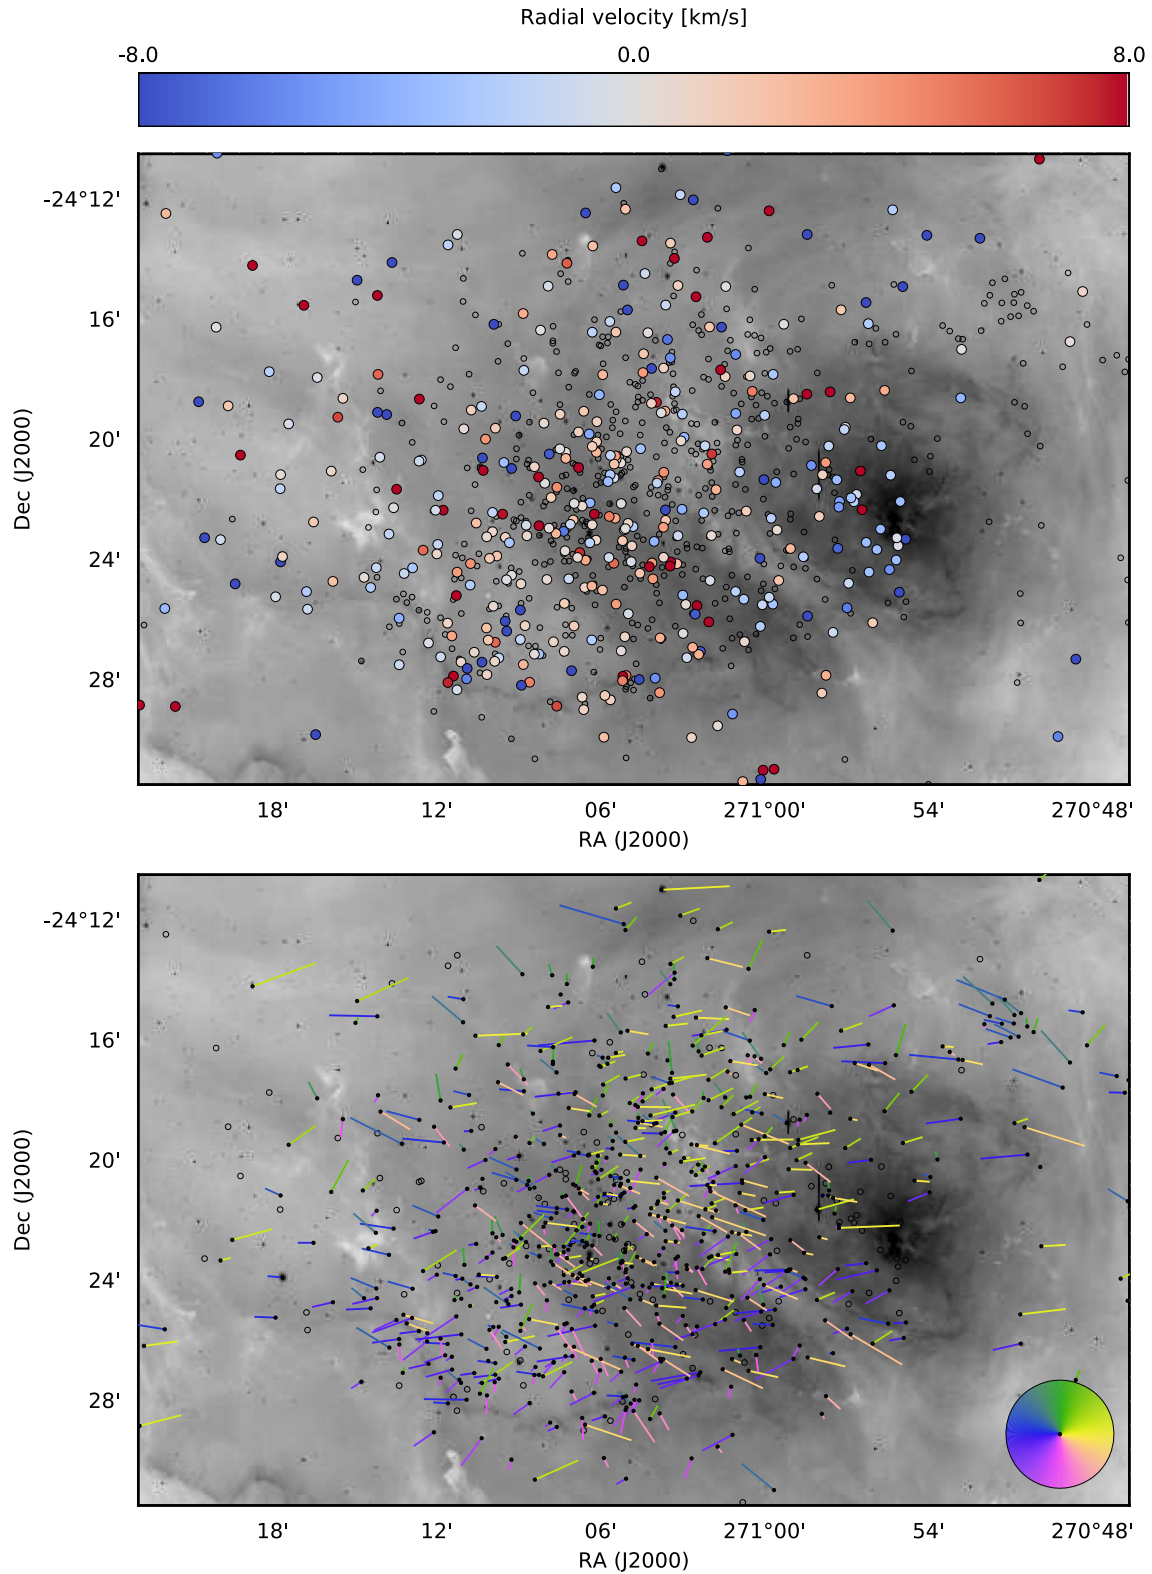 Radial velocity [km/s]
-8.0 0.0 8.0
-24°12'
16'
20'
24'
28'
Dec (J2000)
18' 12' 06' 271°00' 54' 270°48'
RA (J2000)
-24°12'
16'
20'
24'
28'
Dec (J2000)
18' 12' 06' 271°00' 54' 270°48'
RA (J2000)